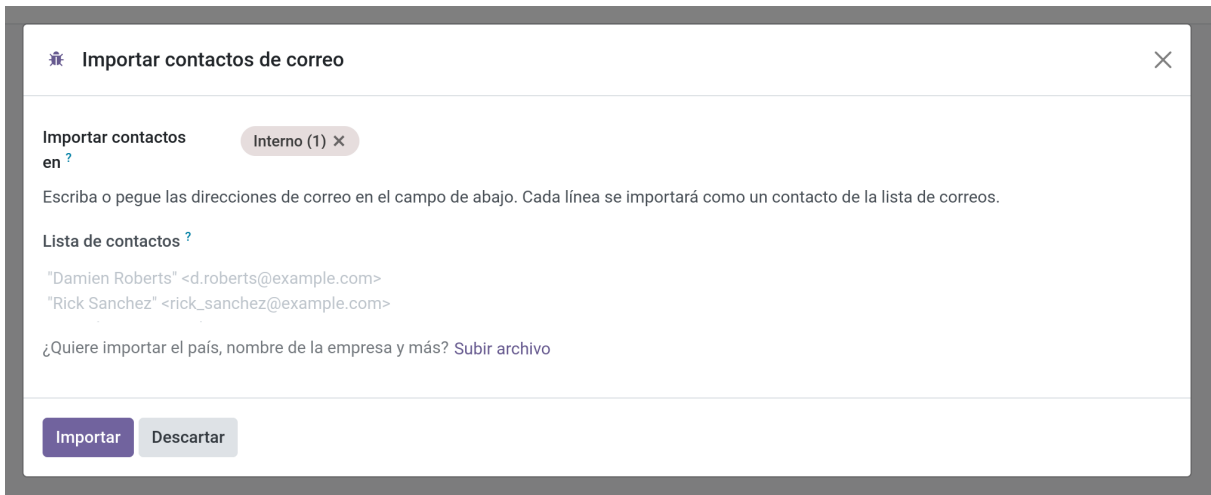 Importar contactos de correo
Importar contactos
en ?
Interno (1) ×
Escriba o pegue las direcciones de correo en el campo de abajo. Cada línea se importará como un contacto de la lista de correos.
Lista de contactos ?
"Damien Roberts" <d.roberts@example.com>
"Rick Sanchez" <rick_sanchez@example.com>
¿Quiere importar el país, nombre de la empresa y más? Subir archivo
Importar
Descartar